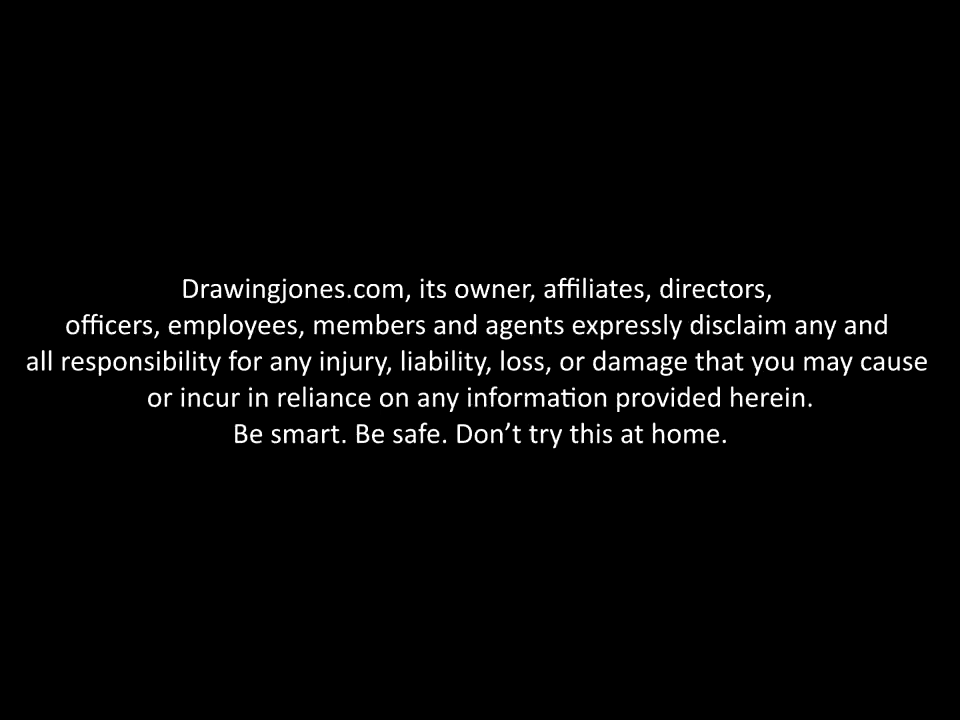 Drawingjones.com, its owner, affiliates, directors,
officers, employees, members and agents expressly disclaim any and
all responsibility for any injury, liability, loss, or damage that you may cause
or incur in reliance on any information provided herein.
Be smart. Be safe. Don’t try this at home.